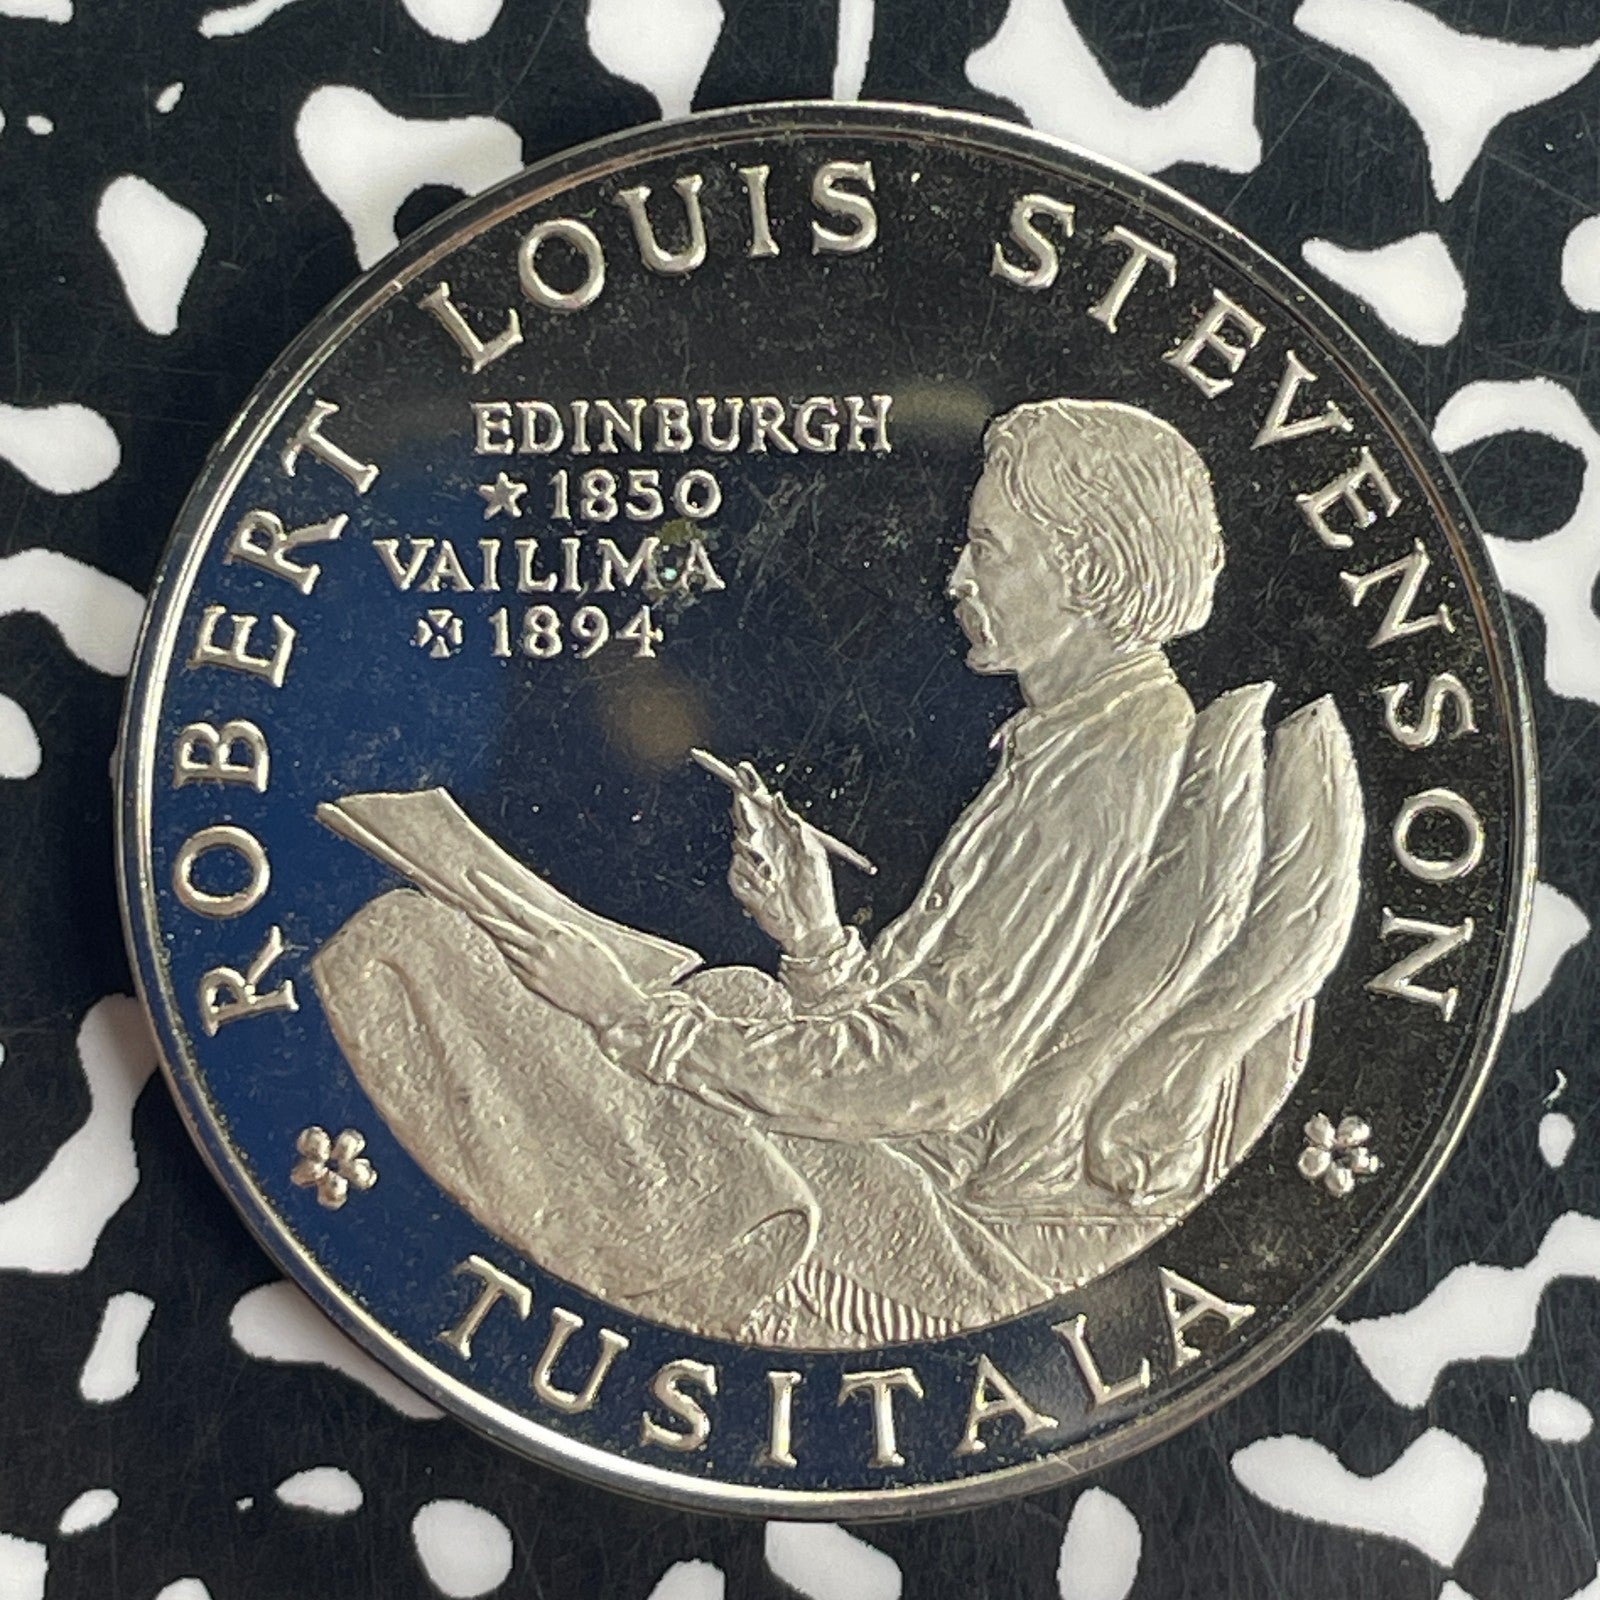 ROBERT LOUIS STEVENSON
EDINBURGH
★ 1850
VAILIMA
✠ 1894
TUSITALA